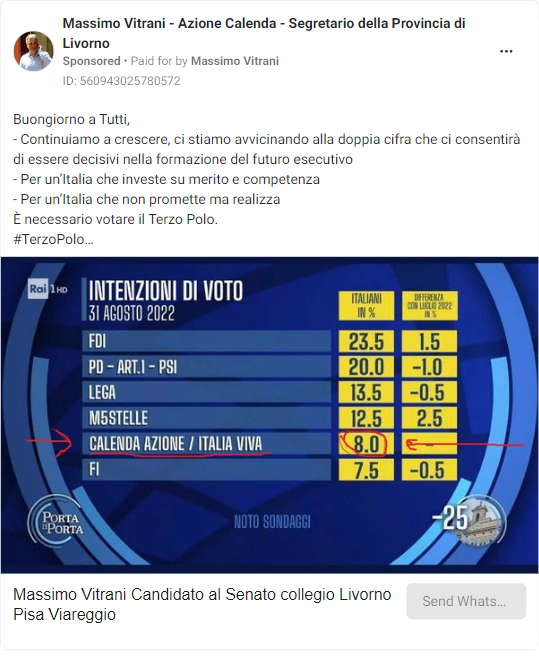 Massimo Vitrani - Azione Calenda - Segretario della Provincia di
Livorno
Sponsored • Paid for by Massimo Vitrani
ID: 560943025780572
Buongiorno a Tutti,
- Continuiamo a crescere, ci stiamo avvicinando alla doppia cifra che ci consentirà
di essere decisivi nella formazione del futuro esecutivo
- Per un'Italia che investe su merito e competenza
- Per un'Italia che non promette ma realizza
È necessario votare il Terzo Polo.
#TerzoPolo...
Rai 1 HD
INTENZIONI DI VOTO
31 AGOSTO 2022
ITALIANI IN %
DIFFERENZA CON LUGLIO 2022 IN %
FDI 23.5 1.5
PD - ART.1 - PSI 20.0 -1.0
LEGA 13.5 -0.5
M5STELLE 12.5 2.5
CALENDA AZIONE / ITALIA VIVA 8.0 -
FI 7.5 -0.5
PORTA A PORTA
NOTO SONDAGGI
-25
Massimo Vitrani Candidato al Senato collegio Livorno
Pisa Viareggio
Send Whats...